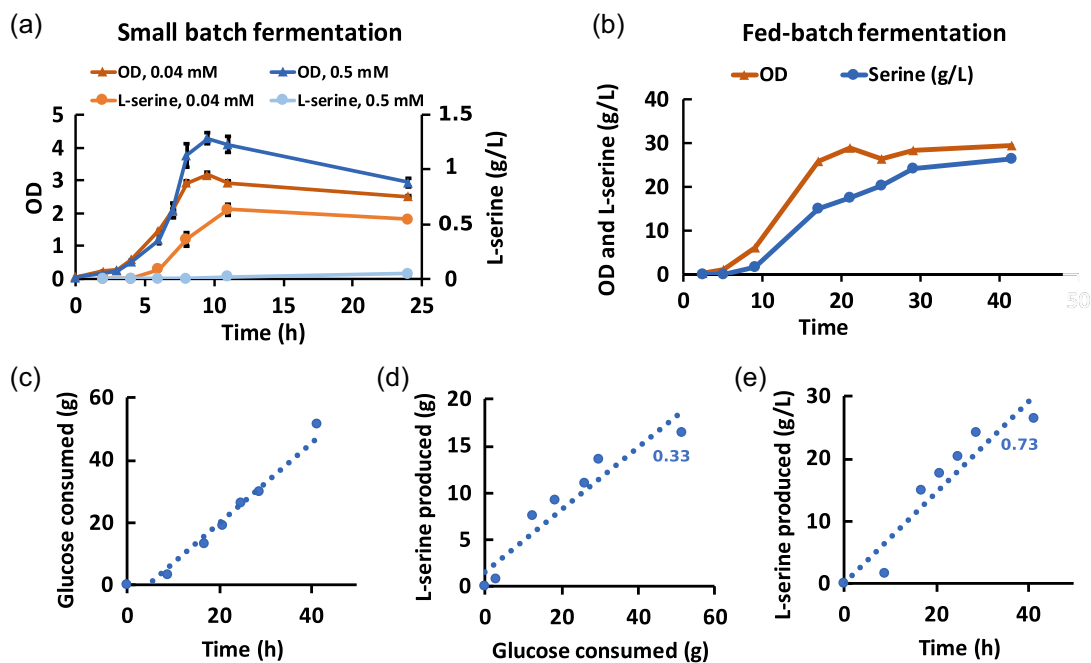 (a)
Small batch fermentation
OD, 0.04 mM
OD, 0.5 mM
L-serine, 0.04 mM
L-serine, 0.5 mM
5
4
3
2
1
0
OD
1.5
1
0.5
0
L-serine (g/L)
0 5 10 15 20 25
Time (h)
(b)
Fed-batch fermentation
OD
Serine (g/L)
40
30
20
10
0
OD and L-serine (g/L)
0 10 20 30 40 50
Time
(c)
60
40
20
0
Glucose consumed (g)
0 20 40
Time (h)
(d)
20
15
10
5
0
L-serine produced (g)
0.33
0 20 40 60
Glucose consumed (g)
(e)
30
20
10
0
L-serine produced (g/L)
0.73
0 20 40
Time (h)